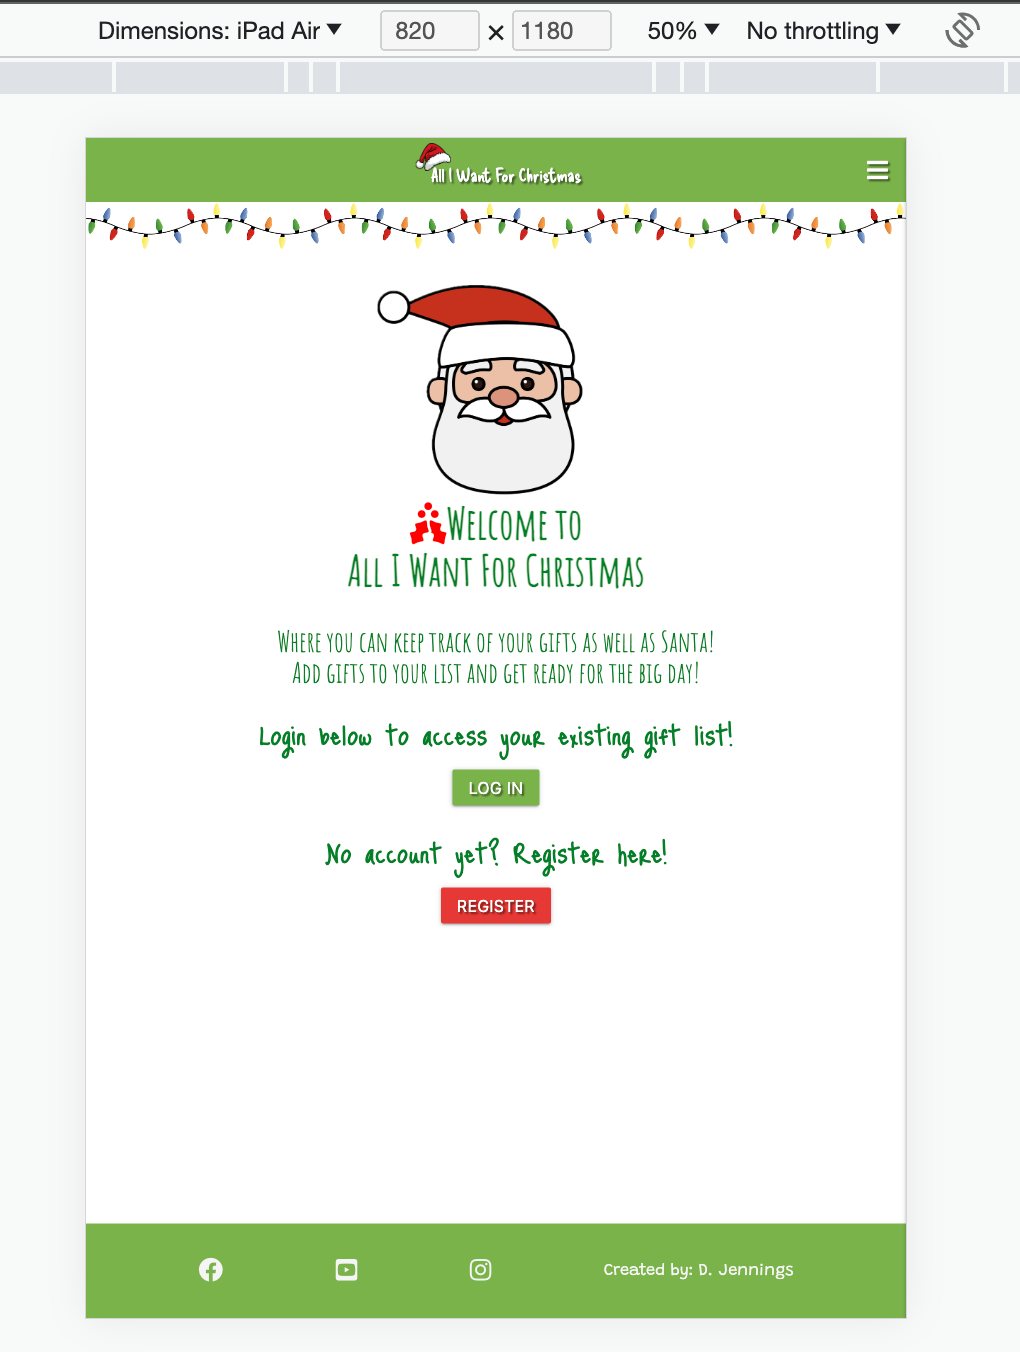 Dimensions: iPad Air 820 × 1180 50% No throttling
All I Want For Christmas
Welcome to
All I Want For Christmas
Where you can keep track of your gifts as well as Santa!
Add gifts to your list and get ready for the big day!
Login below to access your existing gift list!
LOG IN
No account yet? Register here!
REGISTER
Created by: D. Jennings